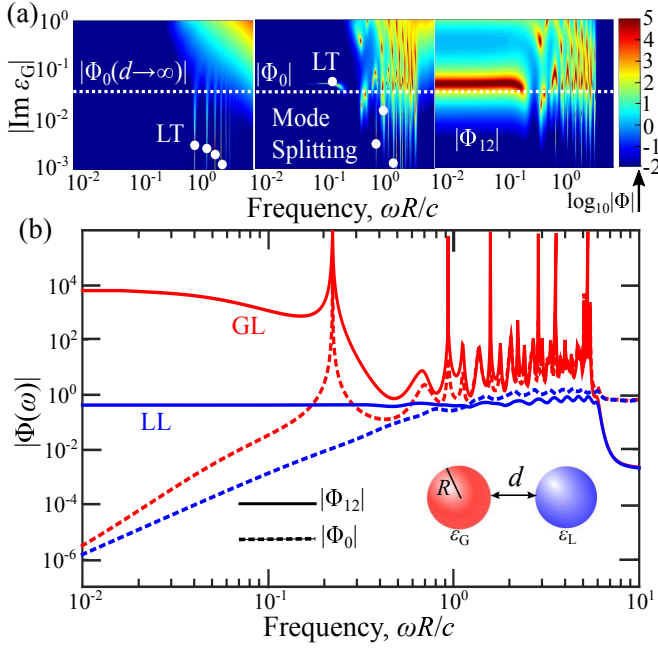 (a)
|Im ε_G|
10^0
10^-1
10^-2
10^-3
|Φ_0(d→∞)|
LT
LT
|Φ_0|
Mode
Splitting
|Φ_12|
5
4
3
2
1
0
-1
-2
10^-2 10^-1 10^0 10^-2 10^-1 10^0 10^-2 10^-1 10^0
log_10|Φ|
Frequency, ωR/c
(b)
|Φ(ω)|
10^4
10^2
10^0
10^-2
10^-4
10^-6
GL
LL
|Φ_12|
|Φ_0|
R
d
ε_G
ε_L
10^-2 10^-1 10^0 10^1
Frequency, ωR/c